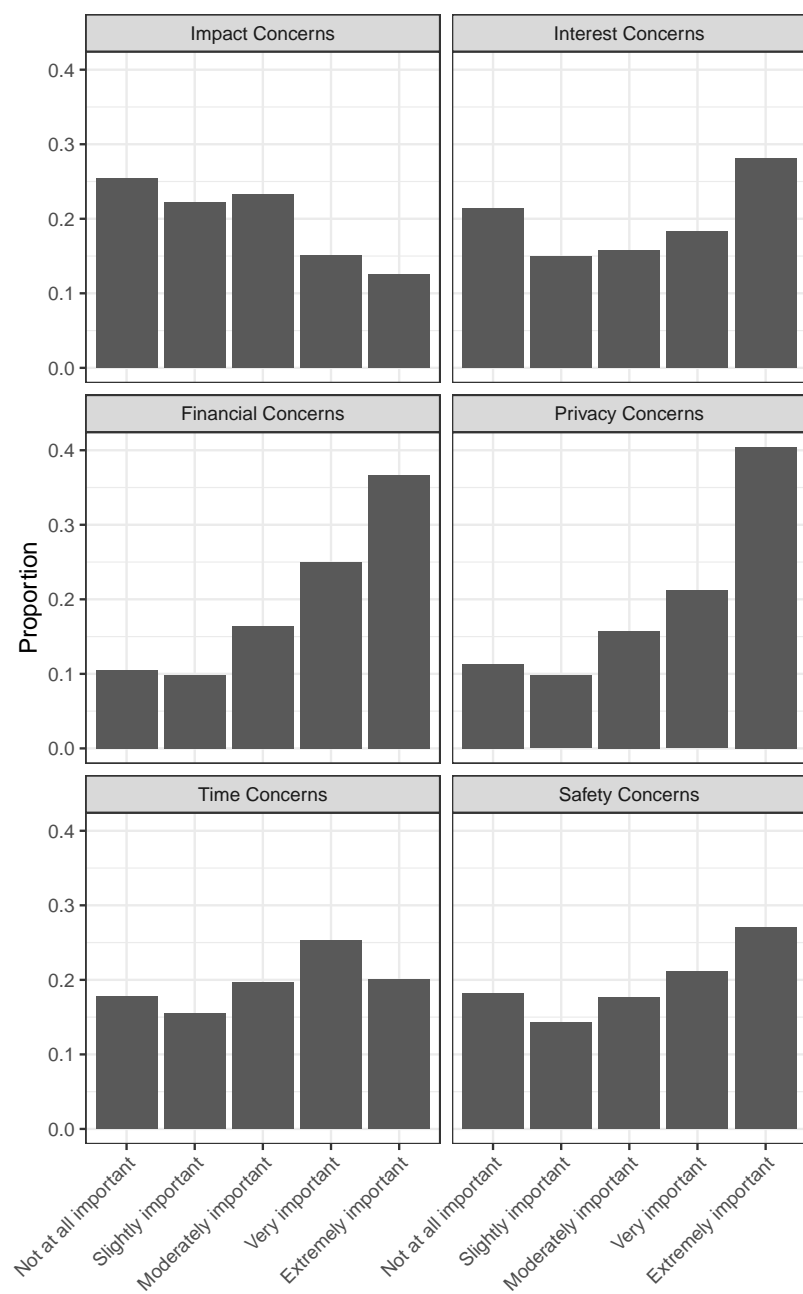 Impact Concerns
Interest Concerns
0.4
0.3
0.2
0.1
0.0
Financial Concerns
Privacy Concerns
0.4
0.3
0.2
0.1
0.0
Proportion
Time Concerns
Safety Concerns
0.4
0.3
0.2
0.1
0.0
Not at all important
Slightly important
Moderately important
Very important
Extremely important
Not at all important
Slightly important
Moderately important
Very important
Extremely important